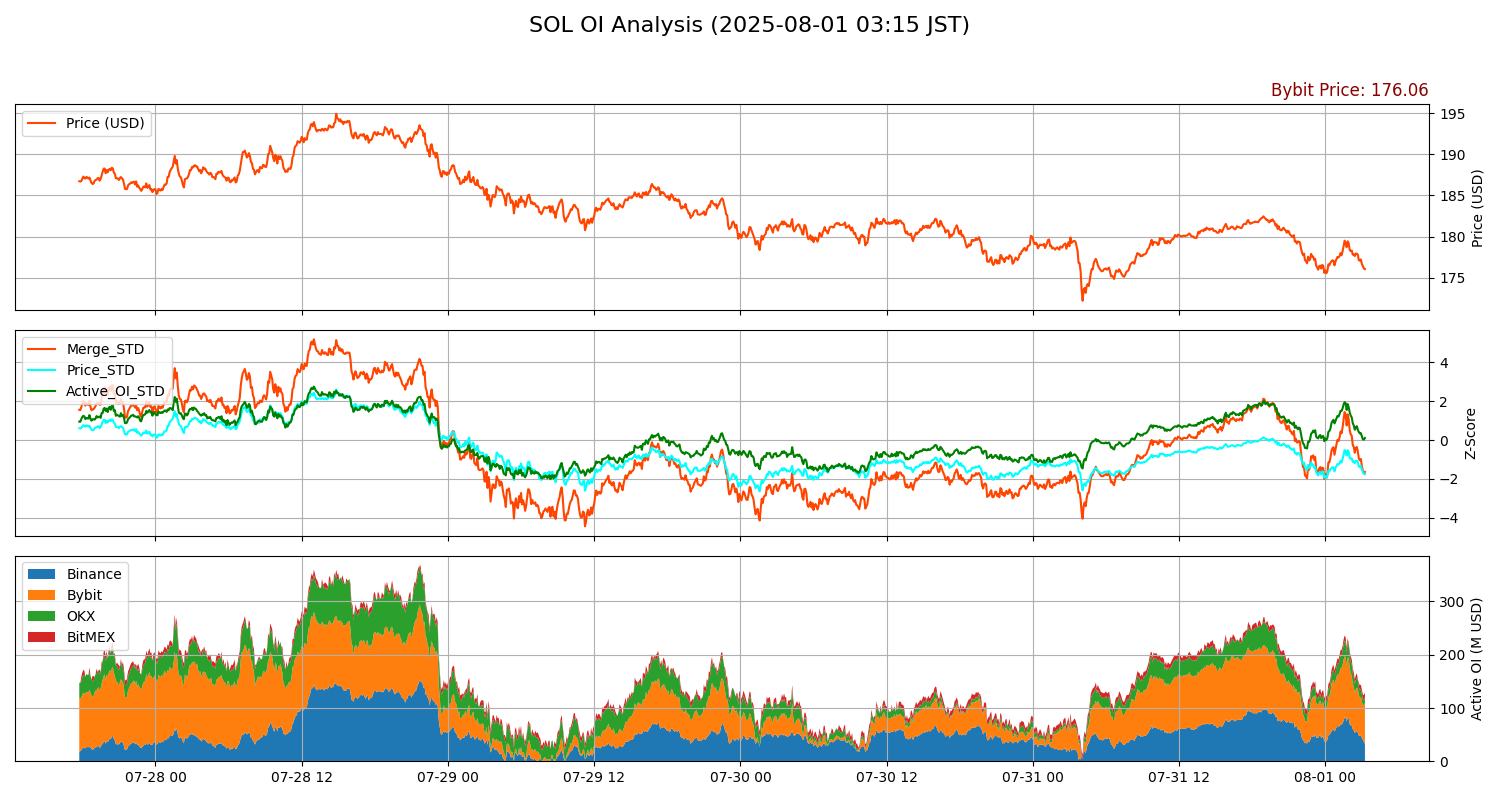 SOL OI Analysis (2025-08-01 03:15 JST)
Bybit Price: 176.06
Price (USD)
195
190
185
180
175
Price (USD)
Merge_STD
Price_STD
Active_OI_STD
4
2
0
−2
−4
Z-Score
Binance
Bybit
OKX
BitMEX
300
200
100
0
Active OI (M USD)
07-28 00
07-28 12
07-29 00
07-29 12
07-30 00
07-30 12
07-31 00
07-31 12
08-01 00